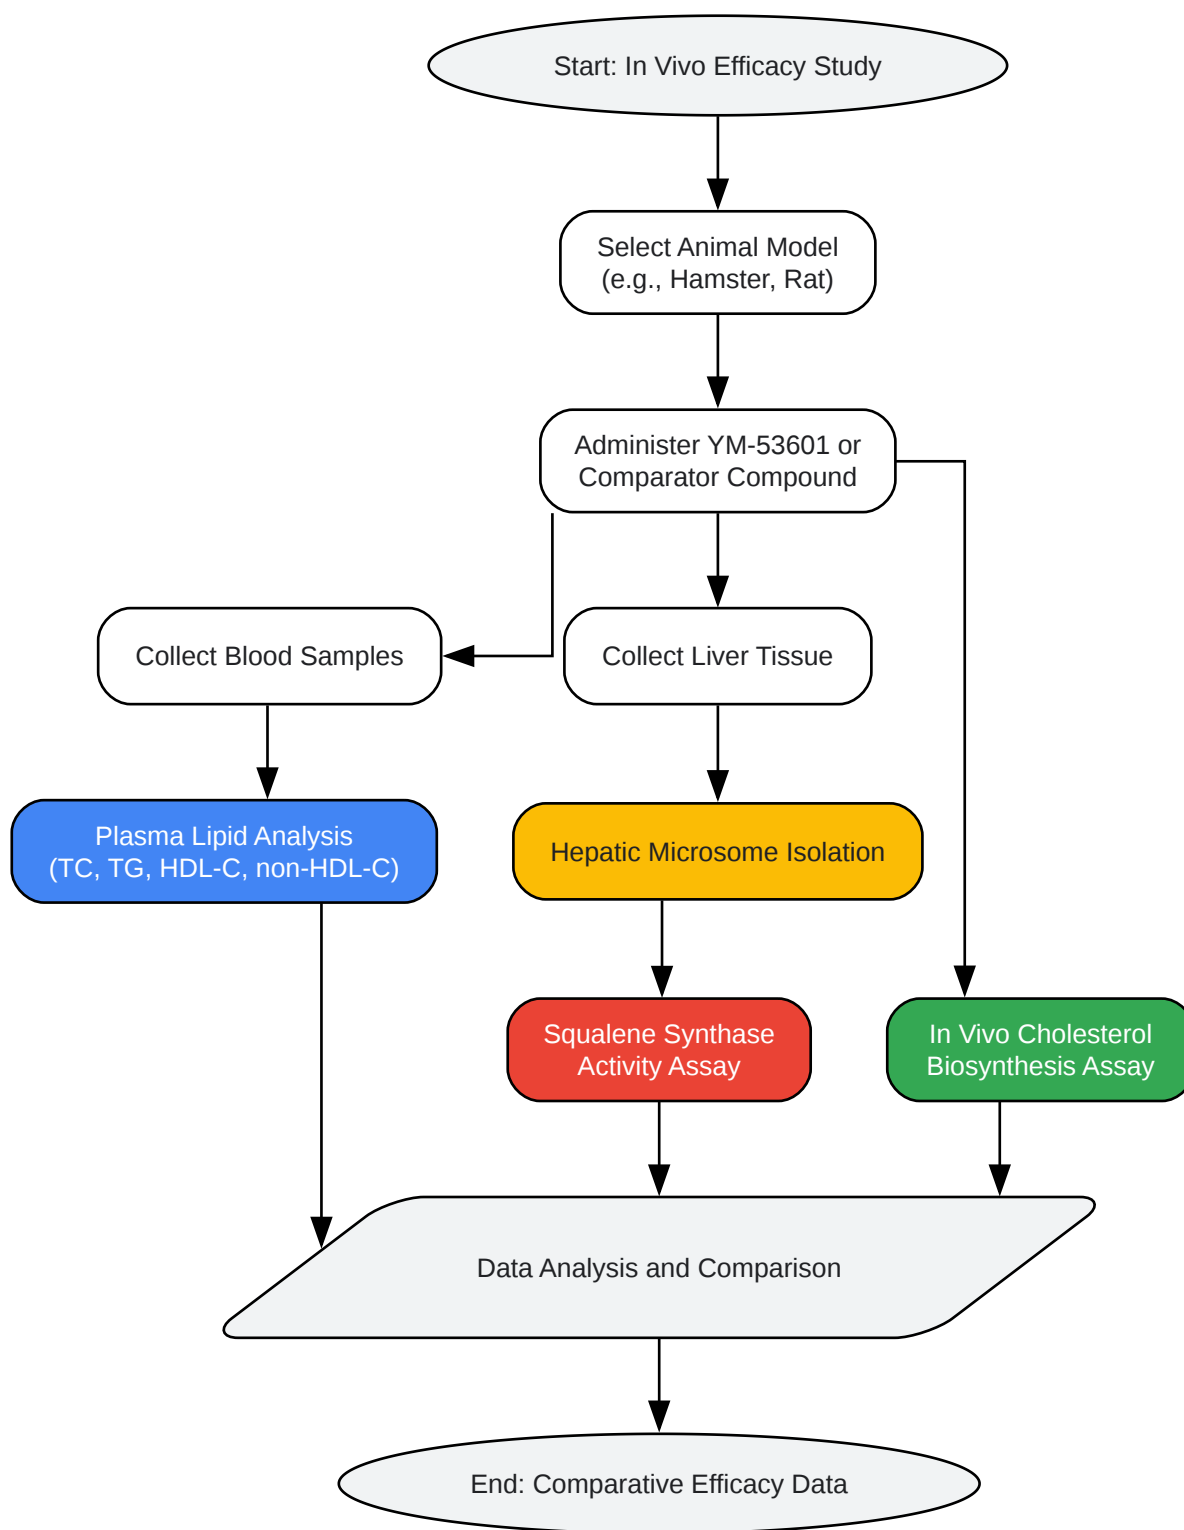 Start: In Vivo Efficacy Study
Select Animal Model
(e.g., Hamster, Rat)
Administer YM-53601 or
Comparator Compound
Collect Blood Samples
Collect Liver Tissue
Plasma Lipid Analysis
(TC, TG, HDL-C, non-HDL-C)
Hepatic Microsome Isolation
Squalene Synthase
Activity Assay
In Vivo Cholesterol
Biosynthesis Assay
Data Analysis and Comparison
End: Comparative Efficacy Data